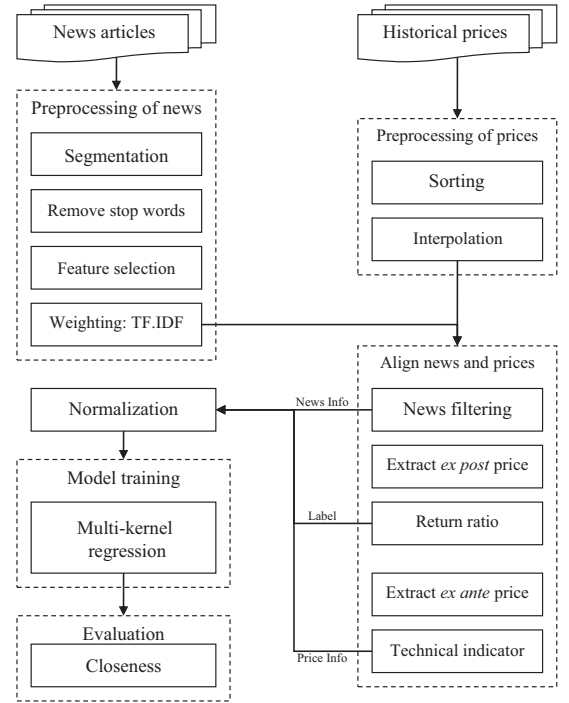 News articles
Historical prices
Preprocessing of news
Segmentation
Remove stop words
Feature selection
Weighting: TF.IDF
Preprocessing of prices
Sorting
Interpolation
Align news and prices
News filtering
Extract ex post price
Return ratio
Extract ex ante price
Technical indicator
News Info
Label
Price Info
Normalization
Model training
Multi-kernel
regression
Evaluation
Closeness